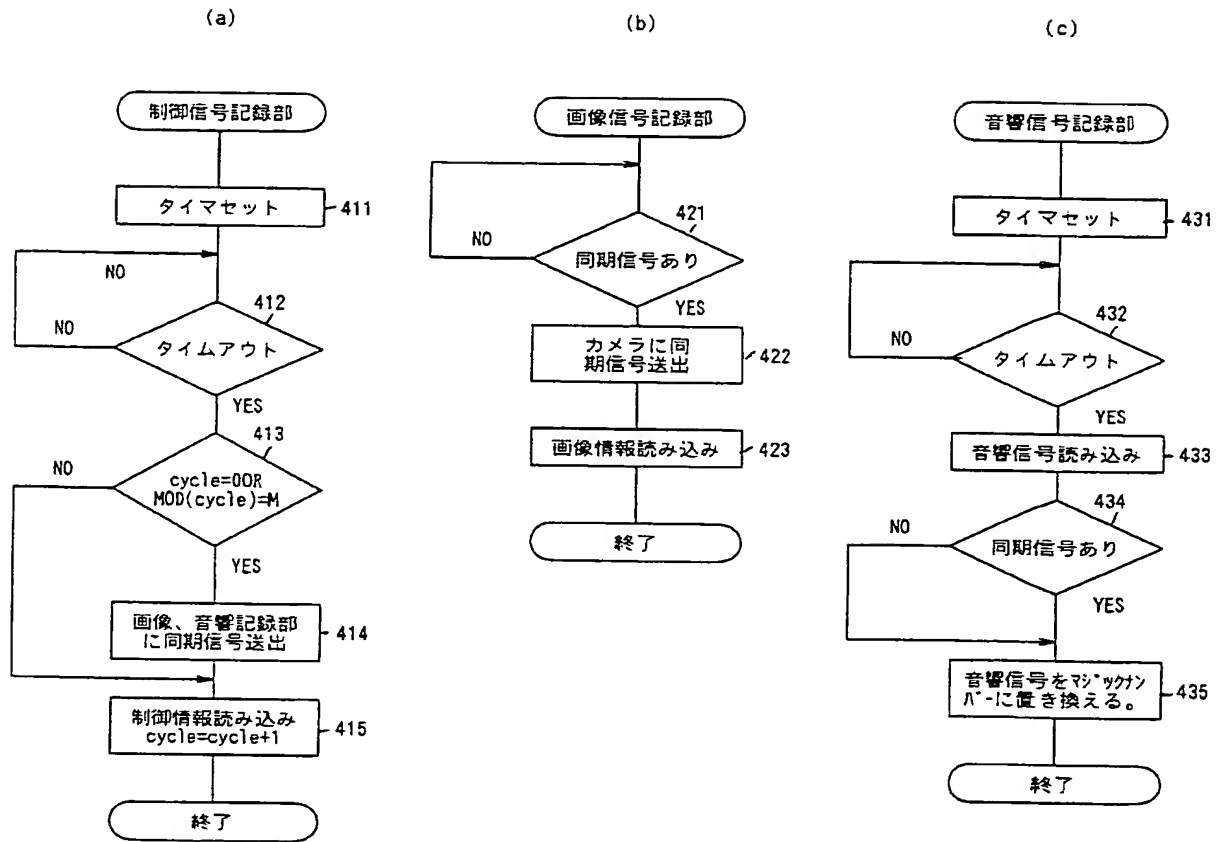 (a)
制御信号記録部
タイマセット
411
NO
412
NO
タイムアウト
YES
413
NO
cycle=0OR
MOD(cycle)=M
YES
画像、音響記録部
に同期信号送出
414
制御情報読み込み
cycle=cycle+1
415
終了
(b)
画像信号記録部
421
NO
同期信号あり
YES
カメラに同
期信号送出
422
画像情報読み込み
423
終了
(c)
音響信号記録部
タイマセット
431
432
NO
タイムアウト
YES
音響信号読み込み
433
434
NO
同期信号あり
YES
音響信号をﾏｼﾞｯｸﾅﾝ
ﾊﾞｰに置き換える。
435
終了